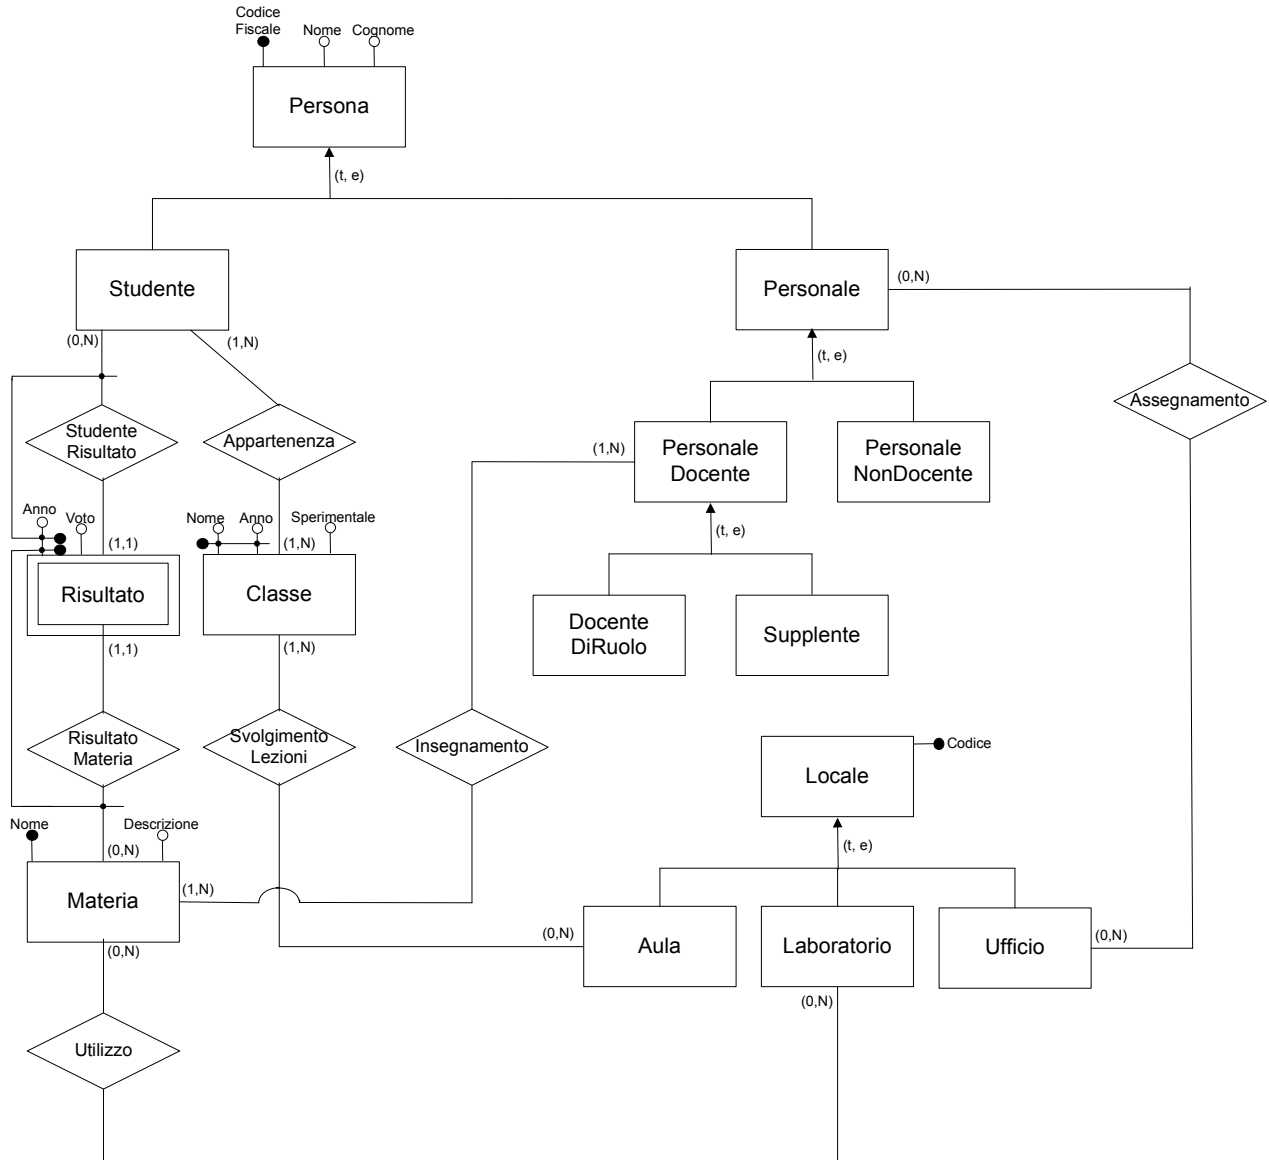 Codice
Fiscale
Nome
Cognome
Persona
(t, e)
Studente
Personale
(0,N)
(0,N)
(1,N)
(t, e)
Assegnamento
Studente
Risultato
Appartenenza
(1,N)
Personale
Docente
Personale
NonDocente
Anno
Voto
Nome
Anno
Sperimentale
(t, e)
(1,1)
(1,N)
Risultato
Classe
Docente
DiRuolo
Supplente
(1,1)
(1,N)
Risultato
Materia
Svolgimento
Lezioni
Insegnamento
Codice
Locale
Nome
Descrizione
(0,N)
(t, e)
Materia
(1,N)
(0,N)
Aula
Laboratorio
Ufficio
(0,N)
(0,N)
(0,N)
Utilizzo